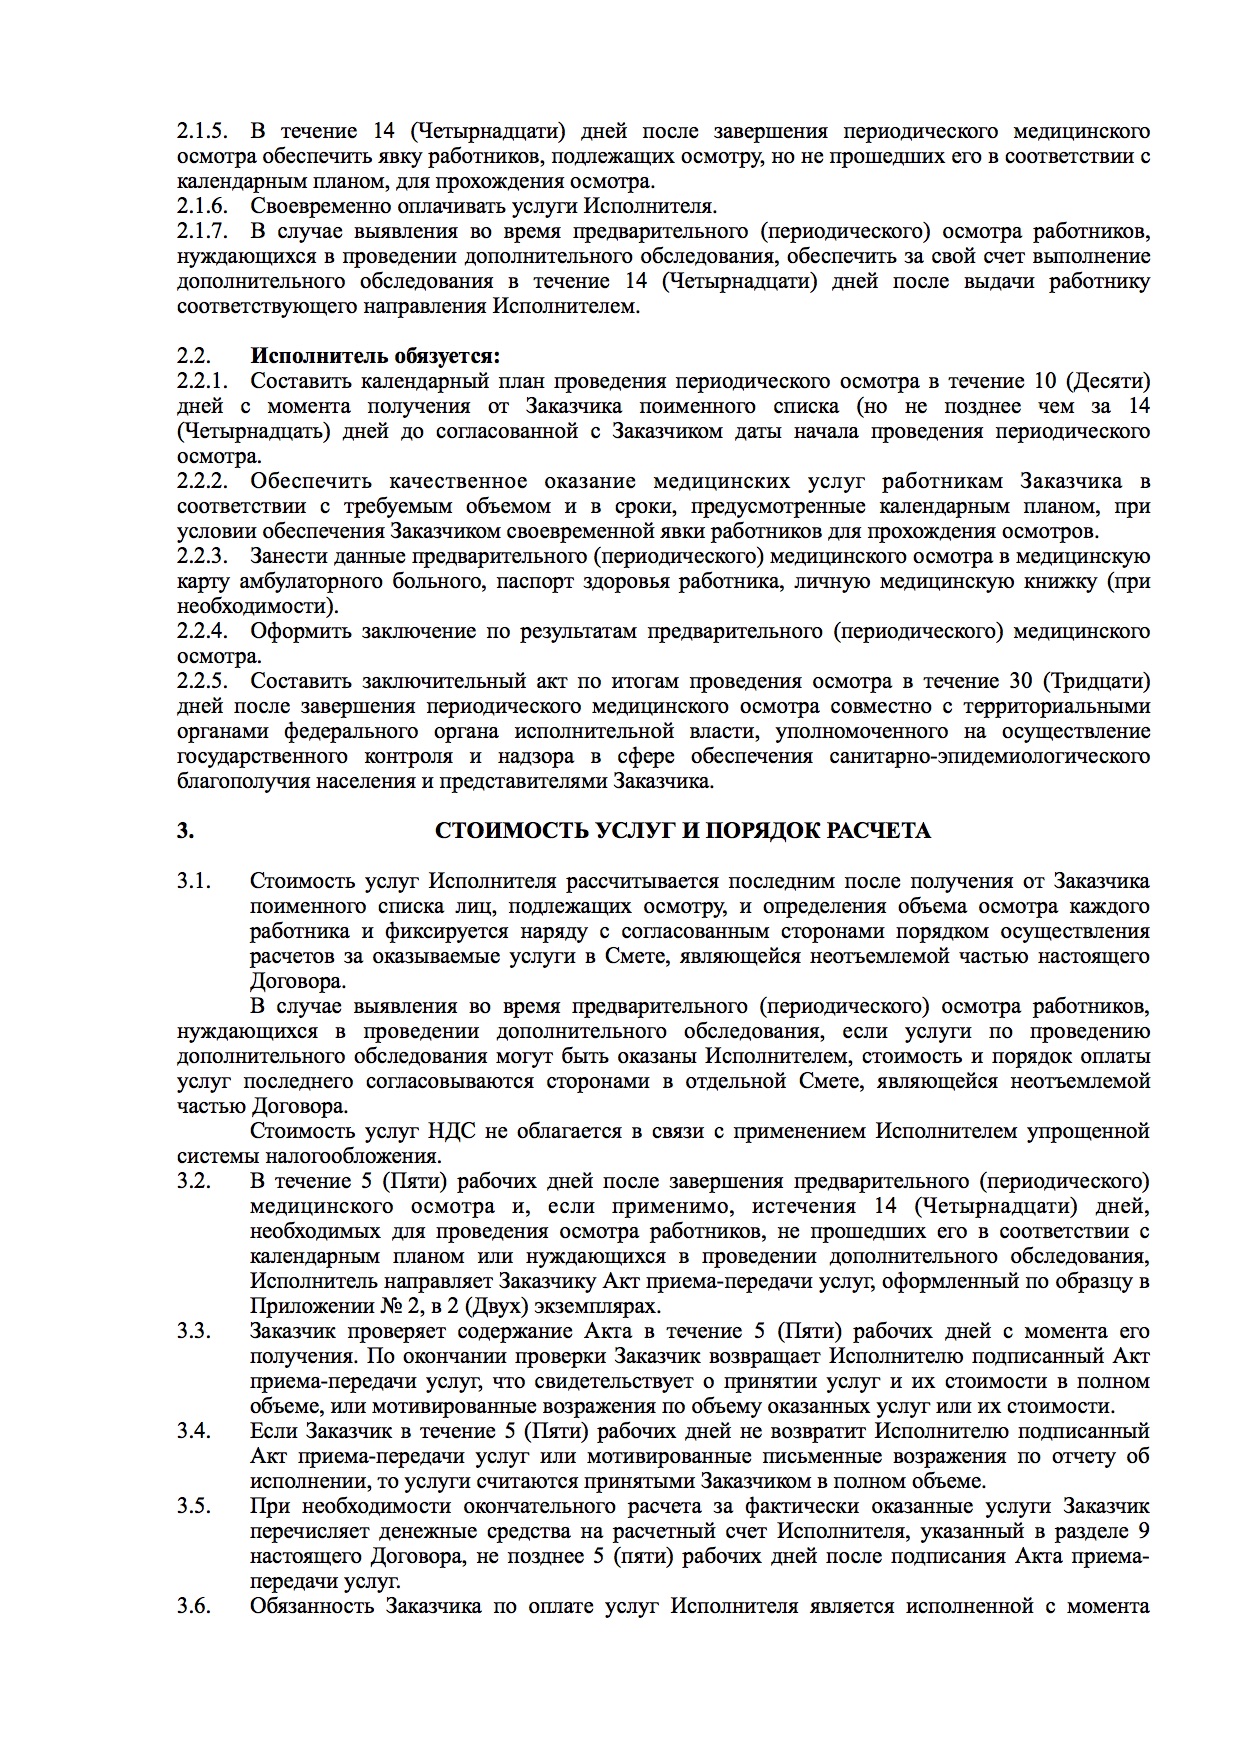 2.1.5. В течение 14 (Четырнадцати) дней после завершения периодического медицинского
осмотра обеспечить явку работников, подлежащих осмотру, но не прошедших его в соответствии с
календарным планом, для прохождения осмотра.
2.1.6. Своевременно оплачивать услуги Исполнителя.
2.1.7. В случае выявления во время предварительного (периодического) осмотра работников,
нуждающихся в проведении дополнительного обследования, обеспечить за свой счет выполнение
дополнительного обследования в течение 14 (Четырнадцати) дней после выдачи работнику
соответствующего направления Исполнителем.
2.2. Исполнитель обязуется:
2.2.1. Составить календарный план проведения периодического осмотра в течение 10 (Десяти)
дней с момента получения от Заказчика поименного списка (но не позднее чем за 14
(Четырнадцать) дней до согласованной с Заказчиком даты начала проведения периодического
осмотра.
2.2.2. Обеспечить качественное оказание медицинских услуг работникам Заказчика в
соответствии с требуемым объемом и в сроки, предусмотренные календарным планом, при
условии обеспечения Заказчиком своевременной явки работников для прохождения осмотров.
2.2.3. Занести данные предварительного (периодического) медицинского осмотра в медицинскую
карту амбулаторного больного, паспорт здоровья работника, личную медицинскую книжку (при
необходимости).
2.2.4. Оформить заключение по результатам предварительного (периодического) медицинского
осмотра.
2.2.5. Составить заключительный акт по итогам проведения осмотра в течение 30 (Тридцати)
дней после завершения периодического медицинского осмотра совместно с территориальными
органами федерального органа исполнительной власти, уполномоченного на осуществление
государственного контроля и надзора в сфере обеспечения санитарно-эпидемиологического
благополучия населения и представителями Заказчика.
3. СТОИМОСТЬ УСЛУГ И ПОРЯДОК РАСЧЕТА
3.1. Стоимость услуг Исполнителя рассчитывается последним после получения от Заказчика
поименного списка лиц, подлежащих осмотру, и определения объема осмотра каждого
работника и фиксируется наряду с согласованным сторонами порядком осуществления
расчетов за оказываемые услуги в Смете, являющейся неотъемлемой частью настоящего
Договора.
В случае выявления во время предварительного (периодического) осмотра работников,
нуждающихся в проведении дополнительного обследования, если услуги по проведению
дополнительного обследования могут быть оказаны Исполнителем, стоимость и порядок оплаты
услуг последнего согласовываются сторонами в отдельной Смете, являющейся неотъемлемой
частью Договора.
Стоимость услуг НДС не облагается в связи с применением Исполнителем упрощенной
системы налогообложения.
3.2. В течение 5 (Пяти) рабочих дней после завершения предварительного (периодического)
медицинского осмотра и, если применимо, истечения 14 (Четырнадцати) дней,
необходимых для проведения осмотра работников, не прошедших его в соответствии с
календарным планом или нуждающихся в проведении дополнительного обследования,
Исполнитель направляет Заказчику Акт приема-передачи услуг, оформленный по образцу в
Приложении № 2, в 2 (Двух) экземплярах.
3.3. Заказчик проверяет содержание Акта в течение 5 (Пяти) рабочих дней с момента его
получения. По окончании проверки Заказчик возвращает Исполнителю подписанный Акт
приема-передачи услуг, что свидетельствует о принятии услуг и их стоимости в полном
объеме, или мотивированные возражения по объему оказанных услуг или их стоимости.
3.4. Если Заказчик в течение 5 (Пяти) рабочих дней не возвратит Исполнителю подписанный
Акт приема-передачи услуг или мотивированные письменные возражения по отчету об
исполнении, то услуги считаются принятыми Заказчиком в полном объеме.
3.5. При необходимости окончательного расчета за фактически оказанные услуги Заказчик
перечисляет денежные средства на расчетный счет Исполнителя, указанный в разделе 9
настоящего Договора, не позднее 5 (пяти) рабочих дней после подписания Акта приема-
передачи услуг.
3.6. Обязанность Заказчика по оплате услуг Исполнителя является исполненной с момента